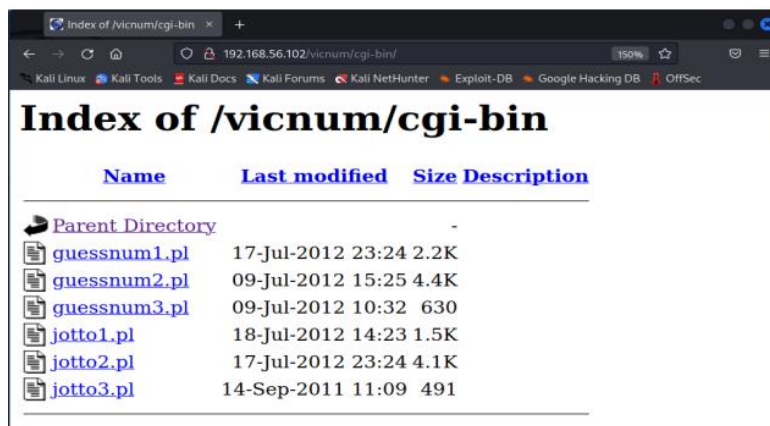 Index of /vicnum/cgi-bin
192.168.56.102/vicnum/cgi-bin/ 150%
Kali Linux Kali Tools Kali Docs Kali Forums Kali NetHunter Exploit-DB Google Hacking DB OffSec
Index of /vicnum/cgi-bin
Name Last modified Size Description
Parent Directory -
guessnum1.pl 17-Jul-2012 23:24 2.2K
guessnum2.pl 09-Jul-2012 15:25 4.4K
guessnum3.pl 09-Jul-2012 10:32 630
jotto1.pl 18-Jul-2012 14:23 1.5K
jotto2.pl 17-Jul-2012 23:24 4.1K
jotto3.pl 14-Sep-2011 11:09 491